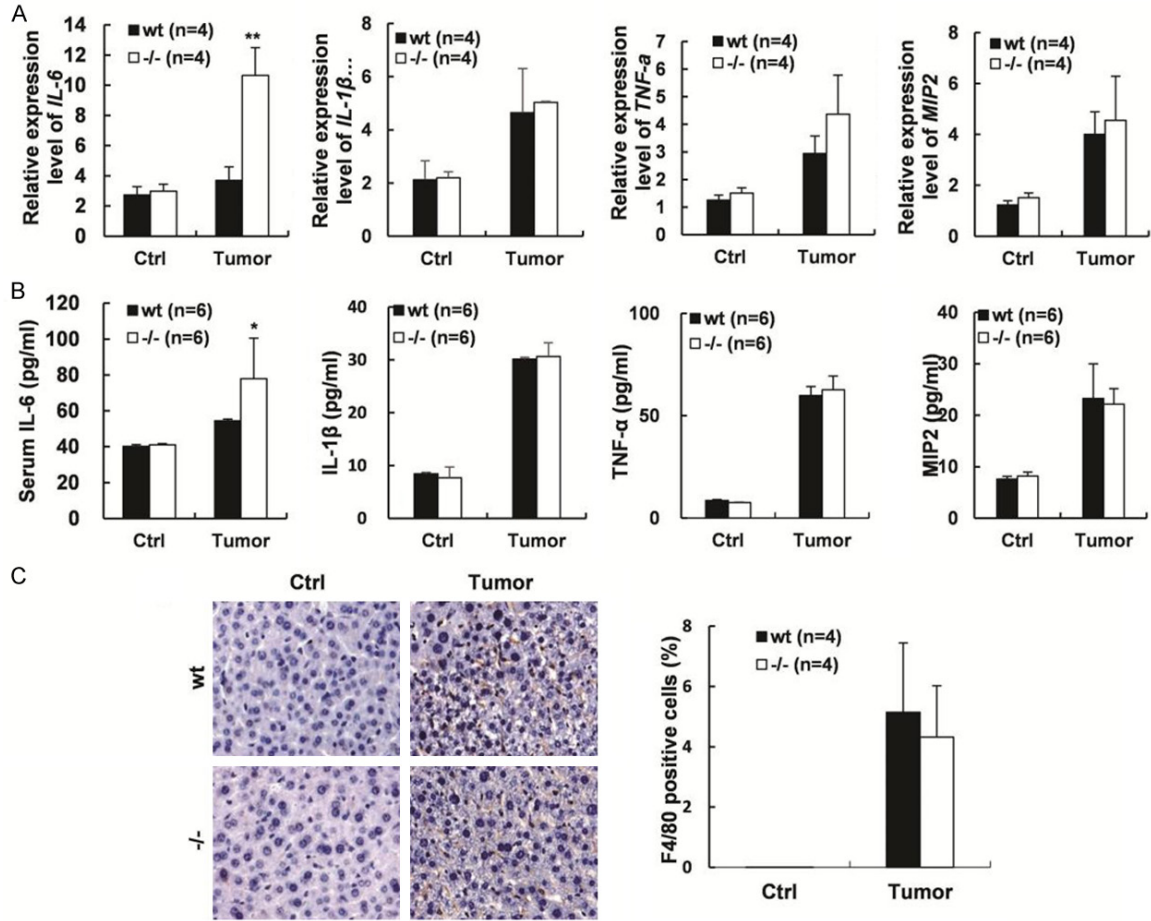 A
Relative expression
level of IL-6
14
12
10
8
6
4
2
0
wt (n=4)
-/- (n=4)
**
Ctrl Tumor
Relative expression
level of IL-1β...
8
6
4
2
0
wt (n=4)
-/- (n=4)
Ctrl Tumor
Relative expression
level of TNF-a
7
6
5
4
3
2
1
0
wt (n=4)
-/- (n=4)
Ctrl Tumor
Relative expression
level of MIP2
8
6
4
2
0
wt (n=4)
-/- (n=4)
Ctrl Tumor
B
Serum IL-6 (pg/ml)
120
100
80
60
40
20
0
wt (n=6)
-/- (n=6)
*
Ctrl Tumor
IL-1β (pg/ml)
40
30
20
10
0
wt (n=6)
-/- (n=6)
Ctrl Tumor
TNF-α (pg/ml)
100
50
0
wt (n=6)
-/- (n=6)
Ctrl Tumor
MIP2 (pg/ml)
40
30
20
10
0
wt (n=6)
-/- (n=6)
Ctrl Tumor
C
Ctrl Tumor
wt
-/-
F4/80 positive cells (%)
8
6
4
2
0
wt (n=4)
-/- (n=4)
Ctrl Tumor